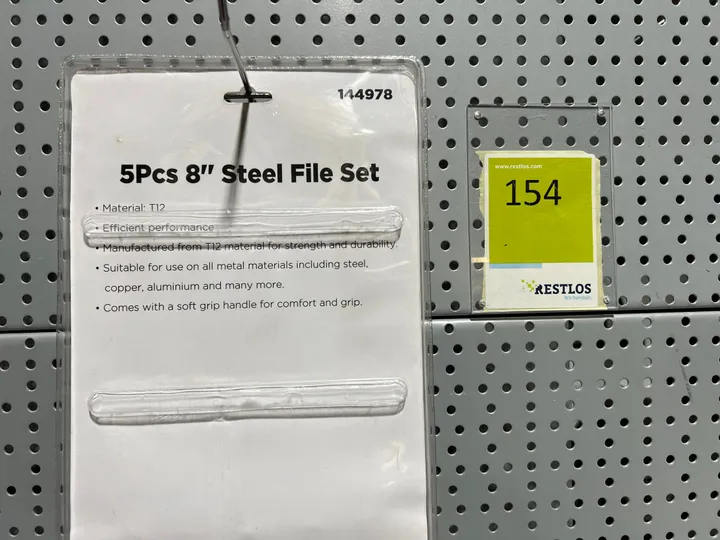 144978
5Pcs 8" Steel File Set
• Material: T12
• Efficient performance
• Manufactured from T12 material for strength and durability.
• Suitable for use on all metal materials including steel,
copper, aluminium and many more.
• Comes with a soft grip handle for comfort and grip.
www.restlos.com
154
RESTLOS
Wir handeln.